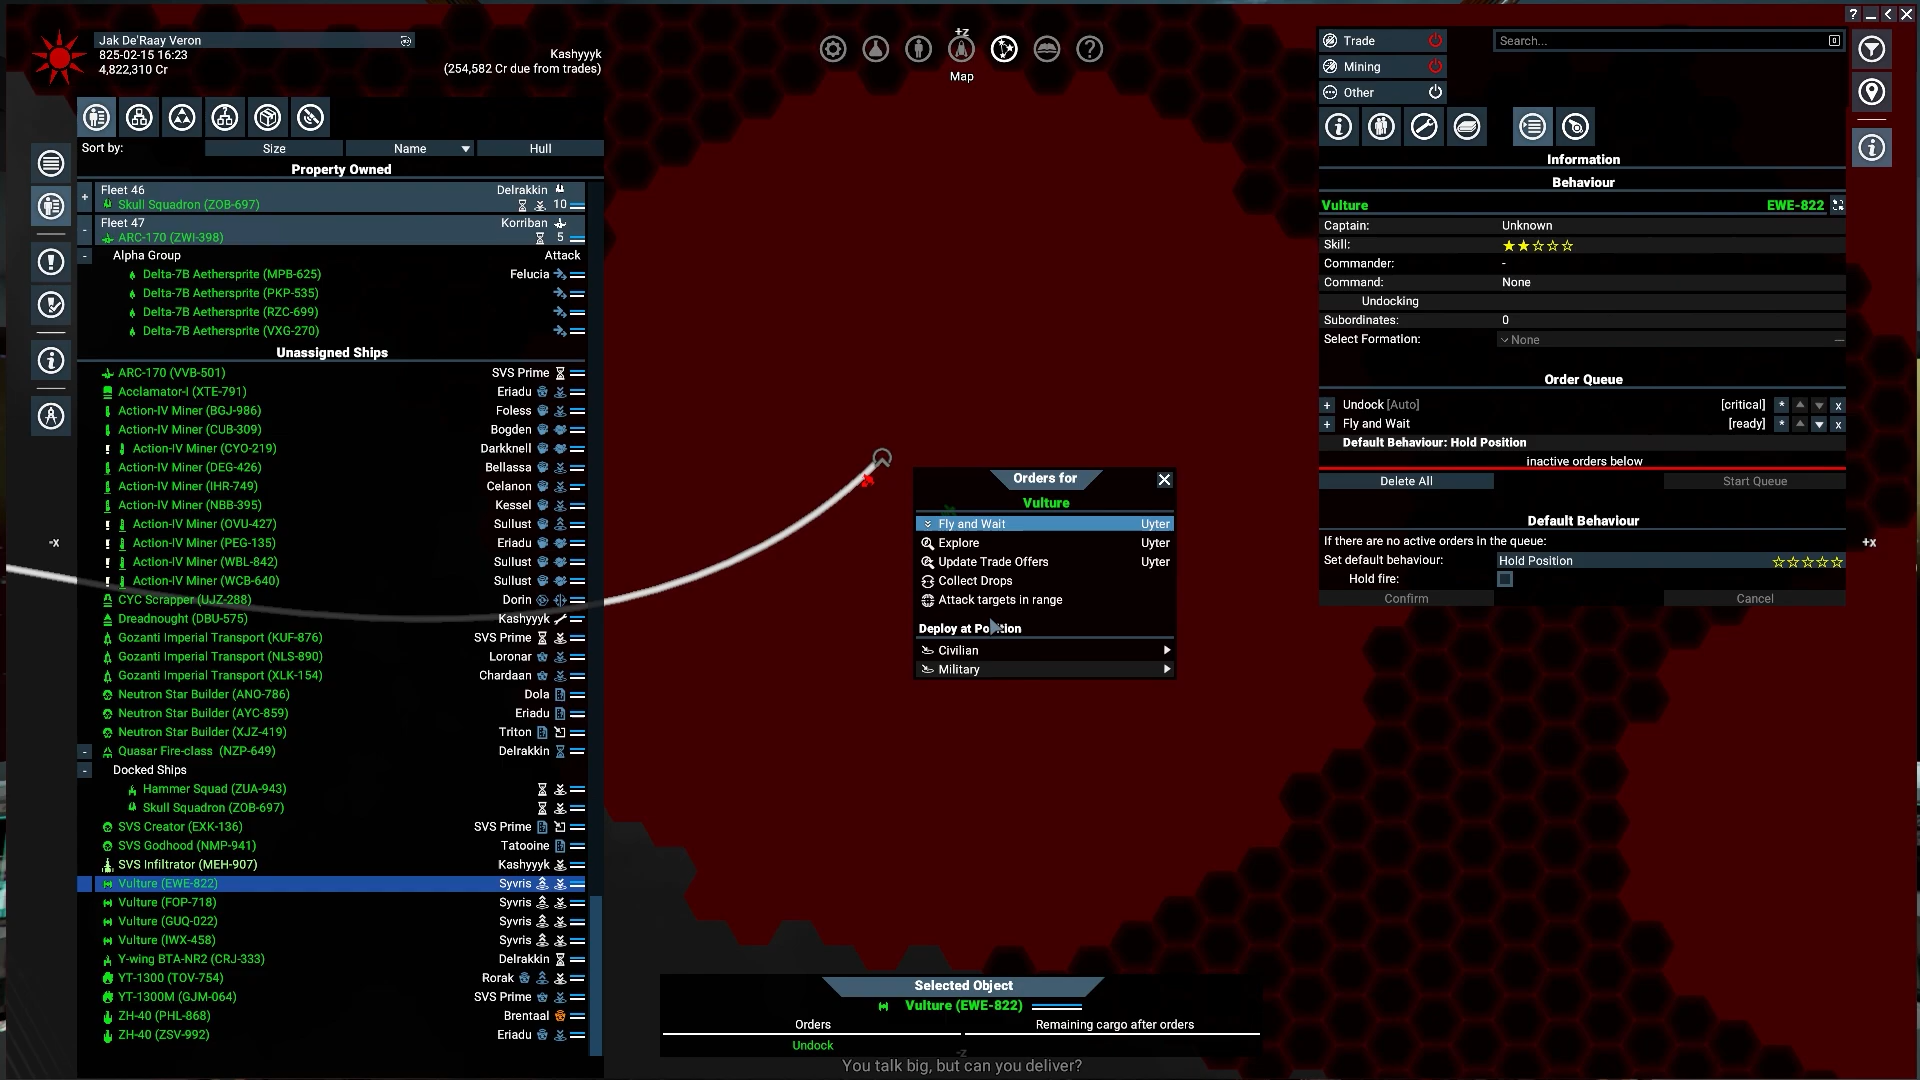 Jak De'Raay Veron
825-02-15 16:23
4,822,310 Cr
Kashyyyk
(254,582 Cr due from trades)
Sort by:
Size
Name
Hull
Property Owned
Fleet 46
Delrakkin
Skull Squadron (ZOB-697)
10
Fleet 47
Korriban
ARC-170 (ZWI-398)
5
Alpha Group
Attack
Delta-7B Aethersprite (MPB-625)
Felucia
Delta-7B Aethersprite (PKP-535)
Delta-7B Aethersprite (RZC-699)
Delta-7B Aethersprite (VXG-270)
Unassigned Ships
ARC-170 (VVB-501)
SVS Prime
Acclamator-I (XTE-791)
Eriadu
Action-IV Miner (BGJ-986)
Foless
Action-IV Miner (CUB-309)
Bogden
Action-IV Miner (CYO-219)
Darkknell
Action-IV Miner (DEG-426)
Bellassa
Action-IV Miner (IHR-749)
Celanon
Action-IV Miner (NBB-395)
Kessel
Action-IV Miner (OVU-427)
Sullust
Action-IV Miner (PEG-135)
Eriadu
Action-IV Miner (WBL-842)
Sullust
Action-IV Miner (WCB-640)
Sullust
CYC Scrapper (UJZ-288)
Dorin
Dreadnought (DBU-575)
Kashyyyk
Gozanti Imperial Transport (KUF-876)
SVS Prime
Gozanti Imperial Transport (NLS-890)
Loronar
Gozanti Imperial Transport (XLK-154)
Chardaan
Neutron Star Builder (ANO-786)
Dola
Neutron Star Builder (AYC-859)
Eriadu
Neutron Star Builder (XJZ-419)
Triton
Quasar Fire-class (NZP-649)
Delrakkin
Docked Ships
Hammer Squad (ZUA-943)
Skull Squadron (ZOB-697)
SVS Creator (EXK-136)
SVS Prime
SVS Godhood (NMP-941)
Tatooine
SVS Infiltrator (MEH-907)
Kashyyyk
Vulture (EWE-822)
Syvris
Vulture (FOP-718)
Syvris
Vulture (GUQ-022)
Syvris
Vulture (IWX-458)
Syvris
Y-wing BTA-NR2 (CRJ-333)
Delrakkin
YT-1300 (TOV-754)
Rorak
YT-1300M (GJM-064)
SVS Prime
ZH-40 (PHL-868)
Brentaal
ZH-40 (ZSV-992)
Eriadu
+z
Map
-x
+x
-z
Orders for
Vulture
Fly and Wait
Uyter
Explore
Uyter
Update Trade Offers
Uyter
Collect Drops
Attack targets in range
Deploy at Position
Civilian
Military
Selected Object
Vulture (EWE-822)
Orders
Remaining cargo after orders
Undock
You talk big, but can you deliver?
Trade
Mining
Other
Search...
Information
Behaviour
Vulture
EWE-822
Captain:
Unknown
Skill:
Commander:
-
Command:
None
Undocking
Subordinates:
0
Select Formation:
None
Order Queue
Undock [Auto]
[critical]
Fly and Wait
[ready]
Default Behaviour: Hold Position
inactive orders below
Delete All
Start Queue
Default Behaviour
If there are no active orders in the queue:
Set default behaviour:
Hold Position
Hold fire:
Confirm
Cancel